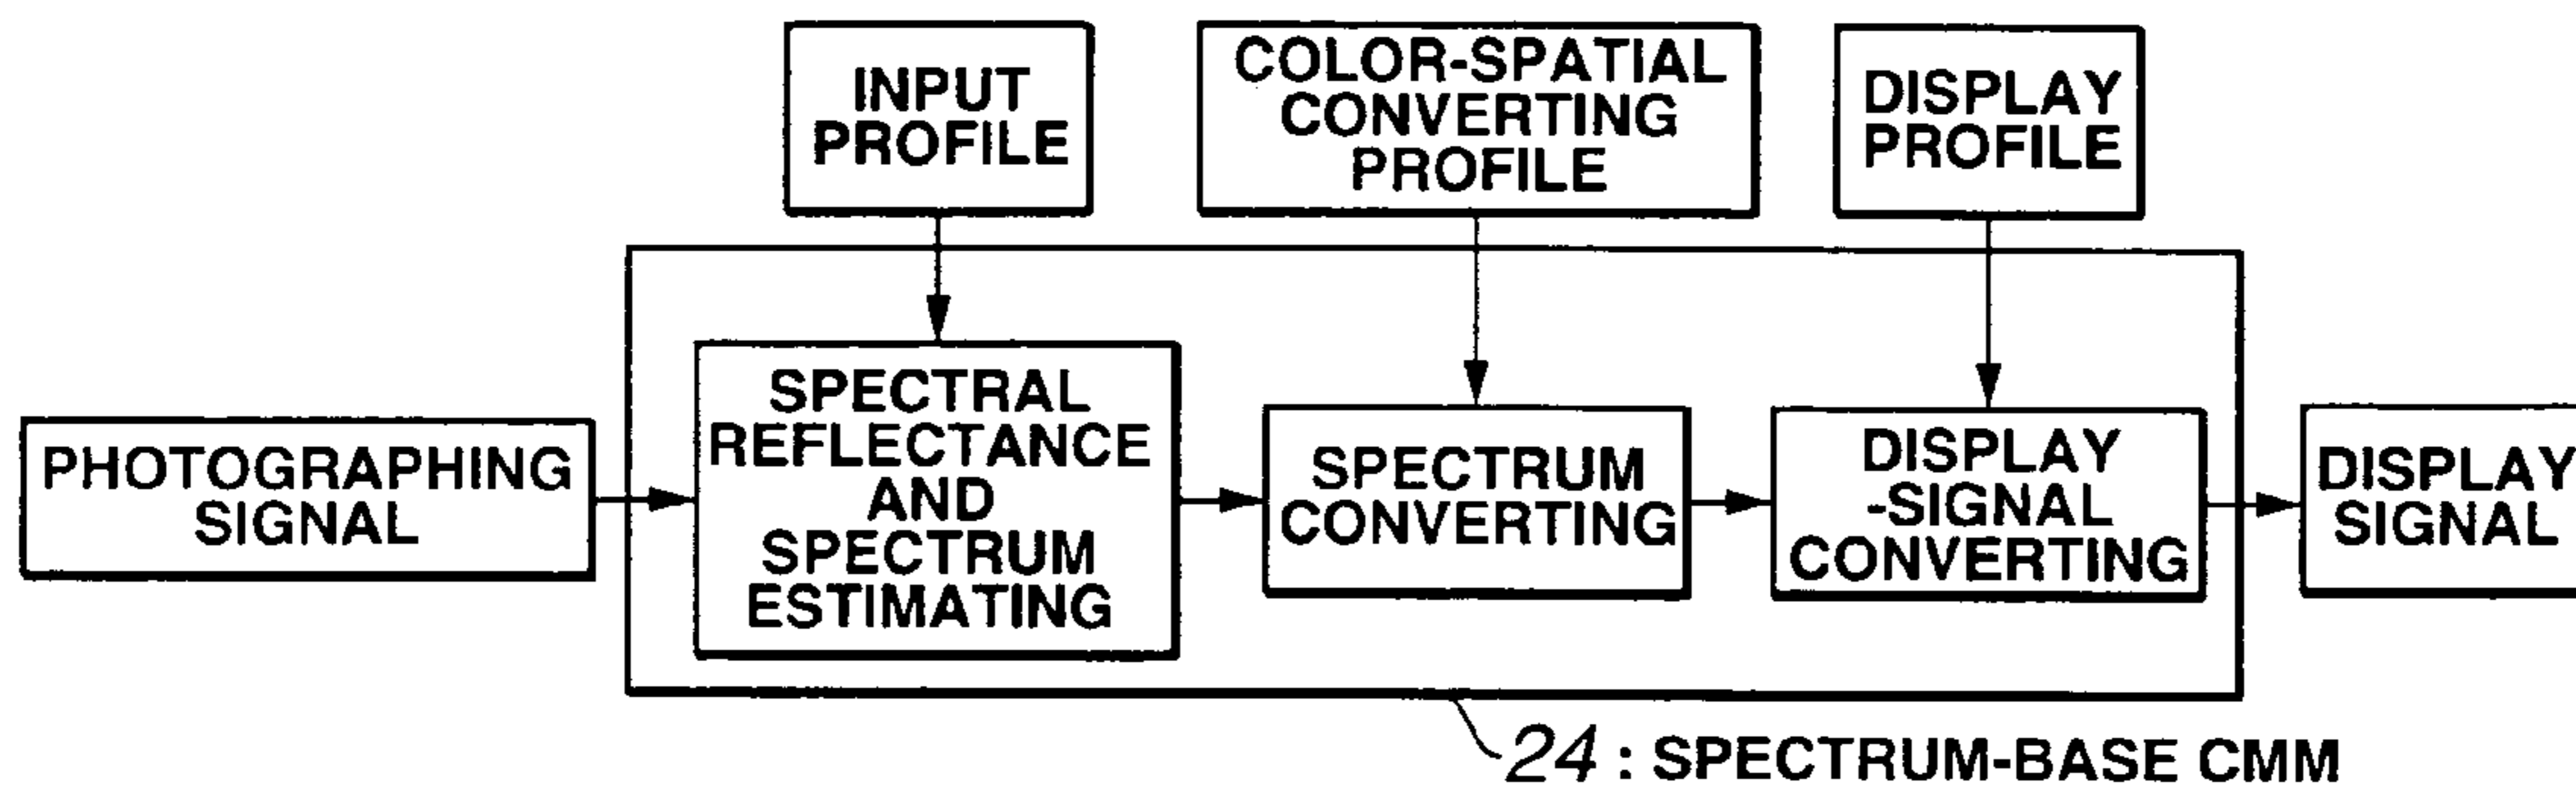 INPUT
PROFILE
COLOR-SPATIAL
CONVERTING
PROFILE
DISPLAY
PROFILE
PHOTOGRAPHING
SIGNAL
SPECTRAL
REFLECTANCE
AND
SPECTRUM
ESTIMATING
SPECTRUM
CONVERTING
DISPLAY
-SIGNAL
CONVERTING
DISPLAY
SIGNAL
24 : SPECTRUM-BASE CMM